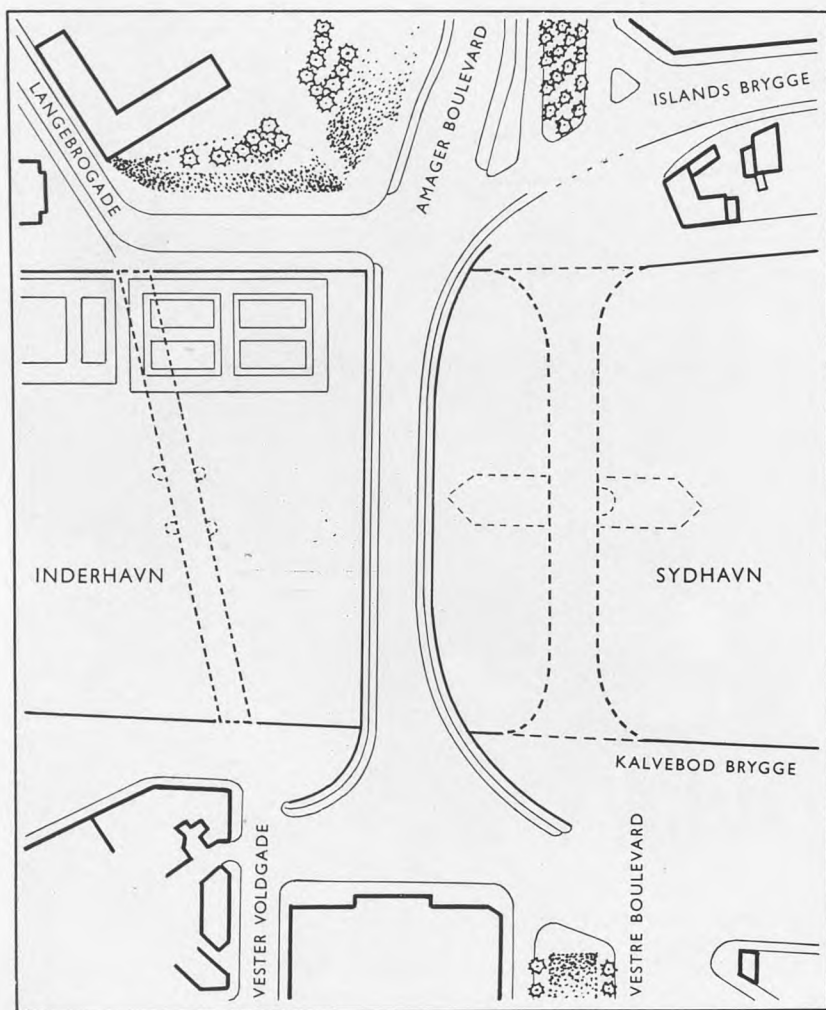 LANGEBROGADE
AMAGER BOULEVARD
ISLANDS BRYGGE
INDERHAVN
SYDHAVN
KALVEBOD BRYGGE
VESTER VOLDGADE
VESTRE BOULEVARD